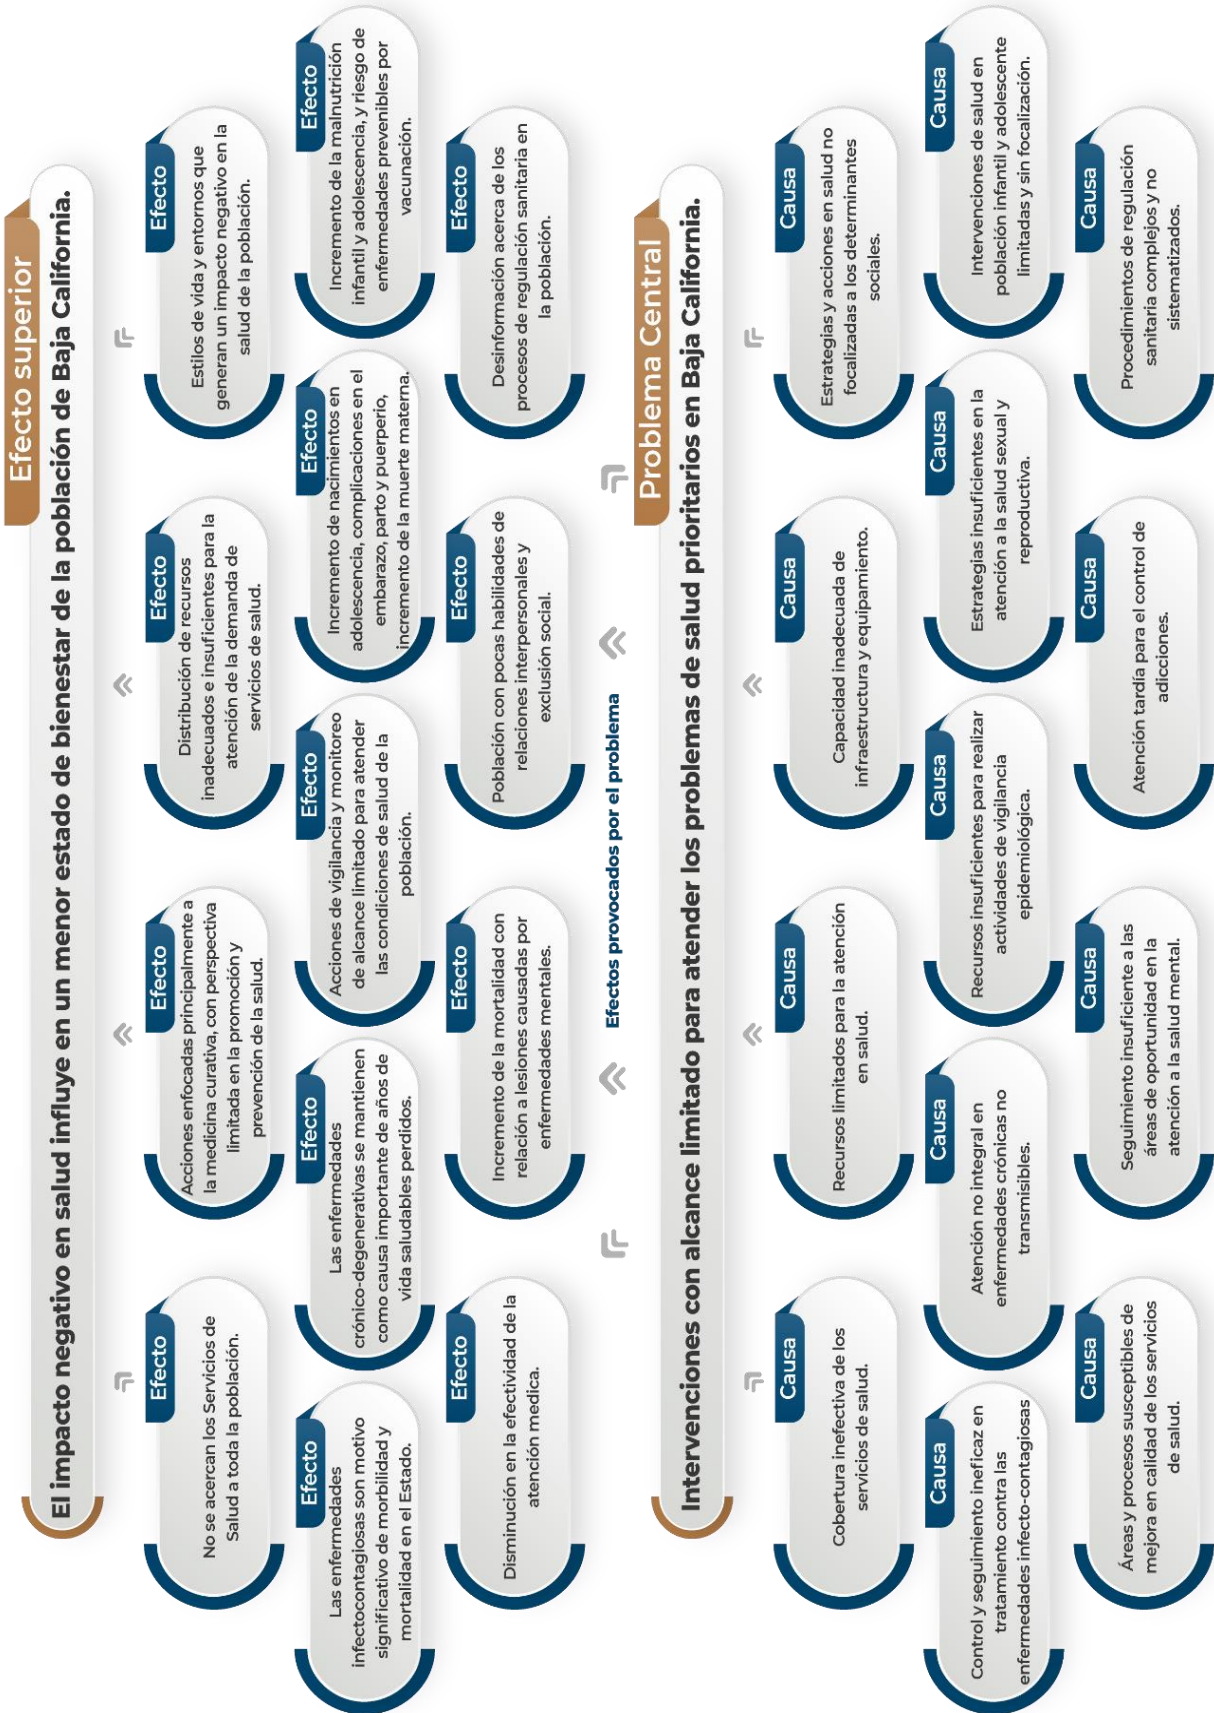 Efecto superior
El impacto negativo en salud influye en un menor estado de bienestar de la población de Baja California.
Efecto
No se acercan los Servicios de
Salud a toda la población.
Efecto
Acciones enfocadas principalmente a
la medicina curativa, con perspectiva
limitada en la promoción y
prevención de la salud.
Efecto
Distribución de recursos
inadecuados e insuficientes para la
atención de la demanda de
servicios de salud.
Efecto
Estilos de vida y entornos que
generan un impacto negativo en la
salud de la población.
Efecto
Las enfermedades
infectocontagiosas son motivo
significativo de morbilidad y
mortalidad en el Estado.
Efecto
Las enfermedades
crónico-degenerativas se mantienen
como causa importante de años de
vida saludables perdidos.
Efecto
Acciones de vigilancia y monitoreo
de alcance limitado para atender
las condiciones de salud de la
población.
Efecto
Incremento de nacimientos en
adolescencia, complicaciones en el
embarazo, parto y puerperio,
incremento de la muerte materna.
Efecto
Incremento de la malnutrición
infantil y adolescencia, y riesgo de
enfermedades prevenibles por
vacunación.
Efecto
Disminución en la efectividad de la
atención medica.
Efecto
Incremento de la mortalidad con
relación a lesiones causadas por
enfermedades mentales.
Efecto
Población con pocas habilidades de
relaciones interpersonales y
exclusión social.
Efecto
Desinformación acerca de los
procesos de regulación sanitaria en
la población.
Efectos provocados por el problema
Problema Central
Intervenciones con alcance limitado para atender los problemas de salud prioritarios en Baja California.
Causa
Cobertura inefectiva de los
servicios de salud.
Causa
Recursos limitados para la atención
en salud.
Causa
Capacidad inadecuada de
infraestructura y equipamiento.
Causa
Estrategias y acciones en salud no
focalizadas a los determinantes
sociales.
Causa
Control y seguimiento ineficaz en
tratamiento contra las
enfermedades infecto-contagiosas
Causa
Atención no integral en
enfermedades crónicas no
transmisibles.
Causa
Recursos insuficientes para realizar
actividades de vigilancia
epidemiológica.
Causa
Estrategias insuficientes en la
atención a la salud sexual y
reproductiva.
Causa
Intervenciones de salud en
población infantil y adolescente
limitadas y sin focalización.
Causa
Áreas y procesos susceptibles de
mejora en calidad de los servicios
de salud.
Causa
Seguimiento insuficiente a las
áreas de oportunidad en la
atención a la salud mental.
Causa
Atención tardía para el control de
adicciones.
Causa
Procedimientos de regulación
sanitaria complejos y no
sistematizados.